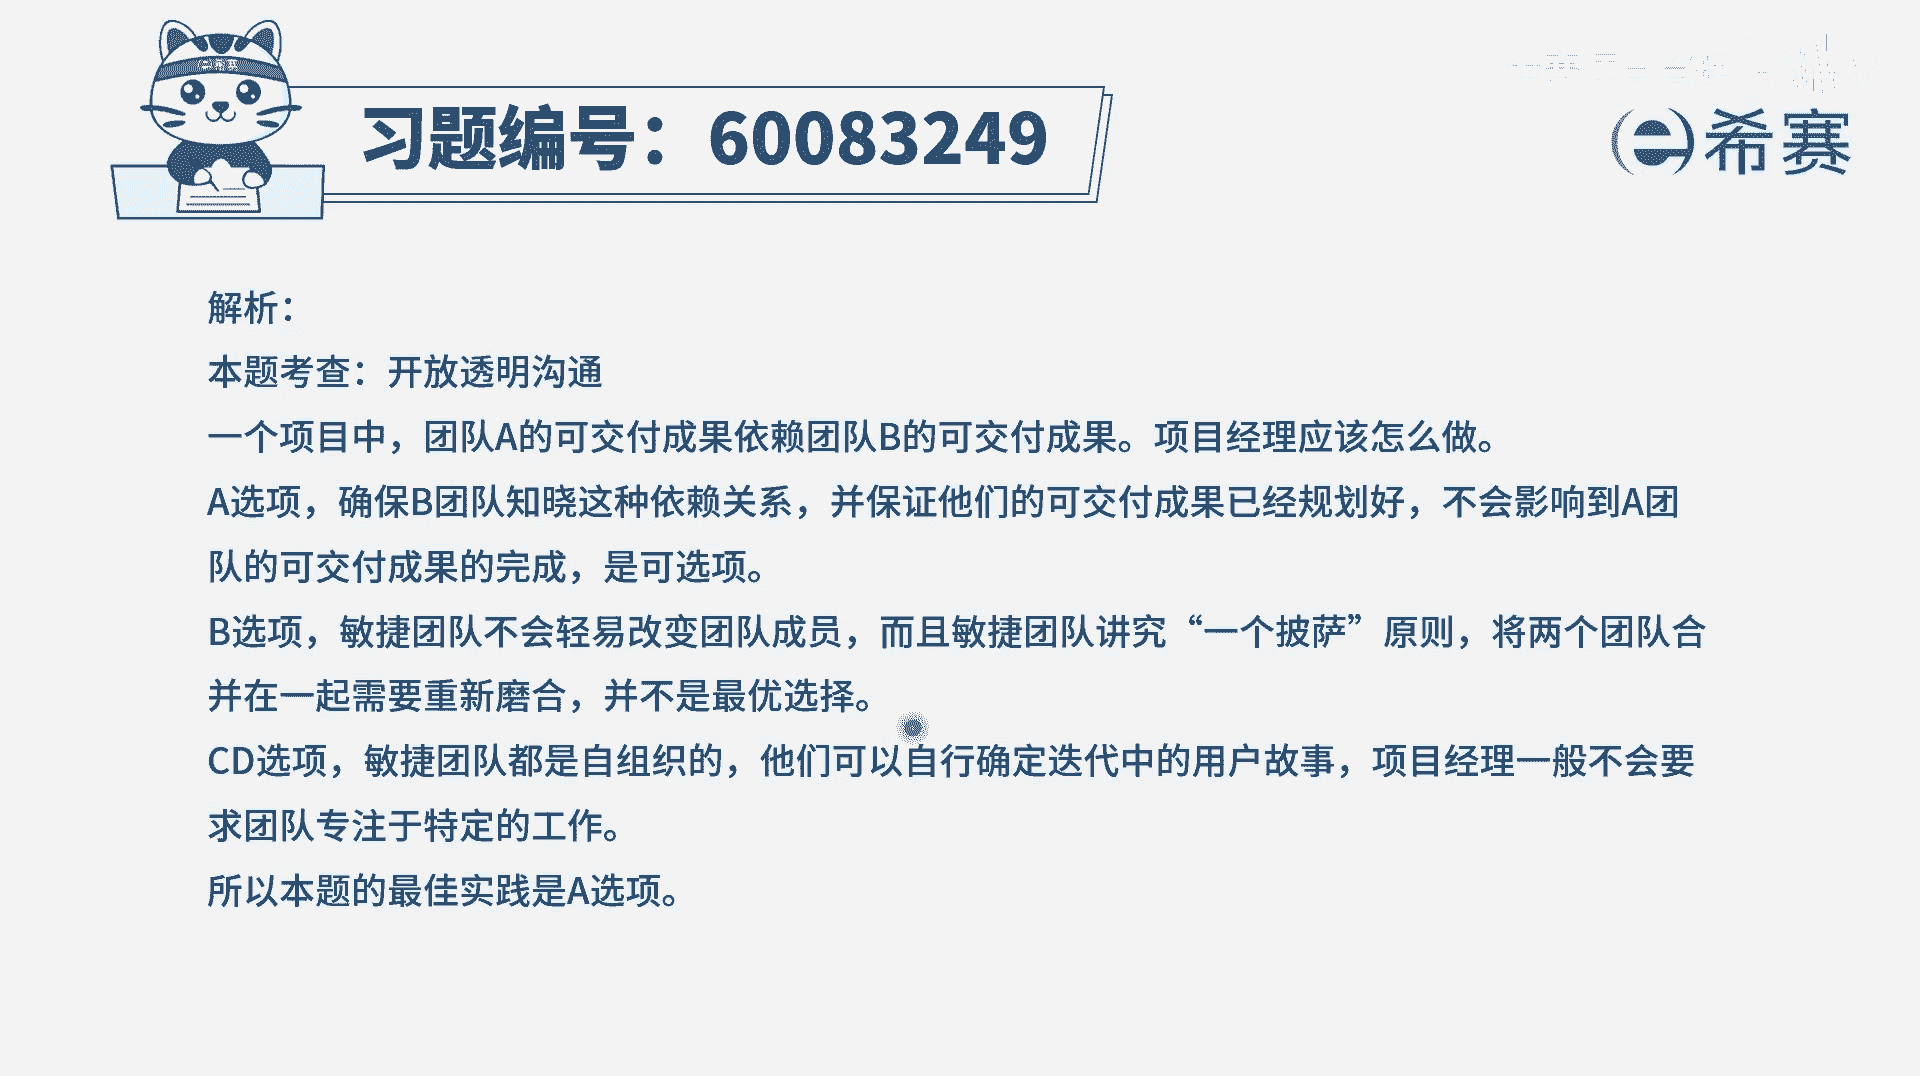 习题编号：60083249
希赛
解析：
本题考查：开放透明沟通
一个项目中，团队A的可交付成果依赖团队B的可交付成果。项目经理应该怎么做。
A选项，确保B团队知晓这种依赖关系，并保证他们的可交付成果已经规划好，不会影响到A团
队的可交付成果的完成，是可选项。
B选项，敏捷团队不会轻易改变团队成员，而且敏捷团队讲究“一个披萨”原则，将两个团队合
并在一起需要重新磨合，并不是最优选择。
CD选项，敏捷团队都是自组织的，他们可以自行确定迭代中的用户故事，项目经理一般不会要
求团队专注于特定的工作。
所以本题的最佳实践是A选项。